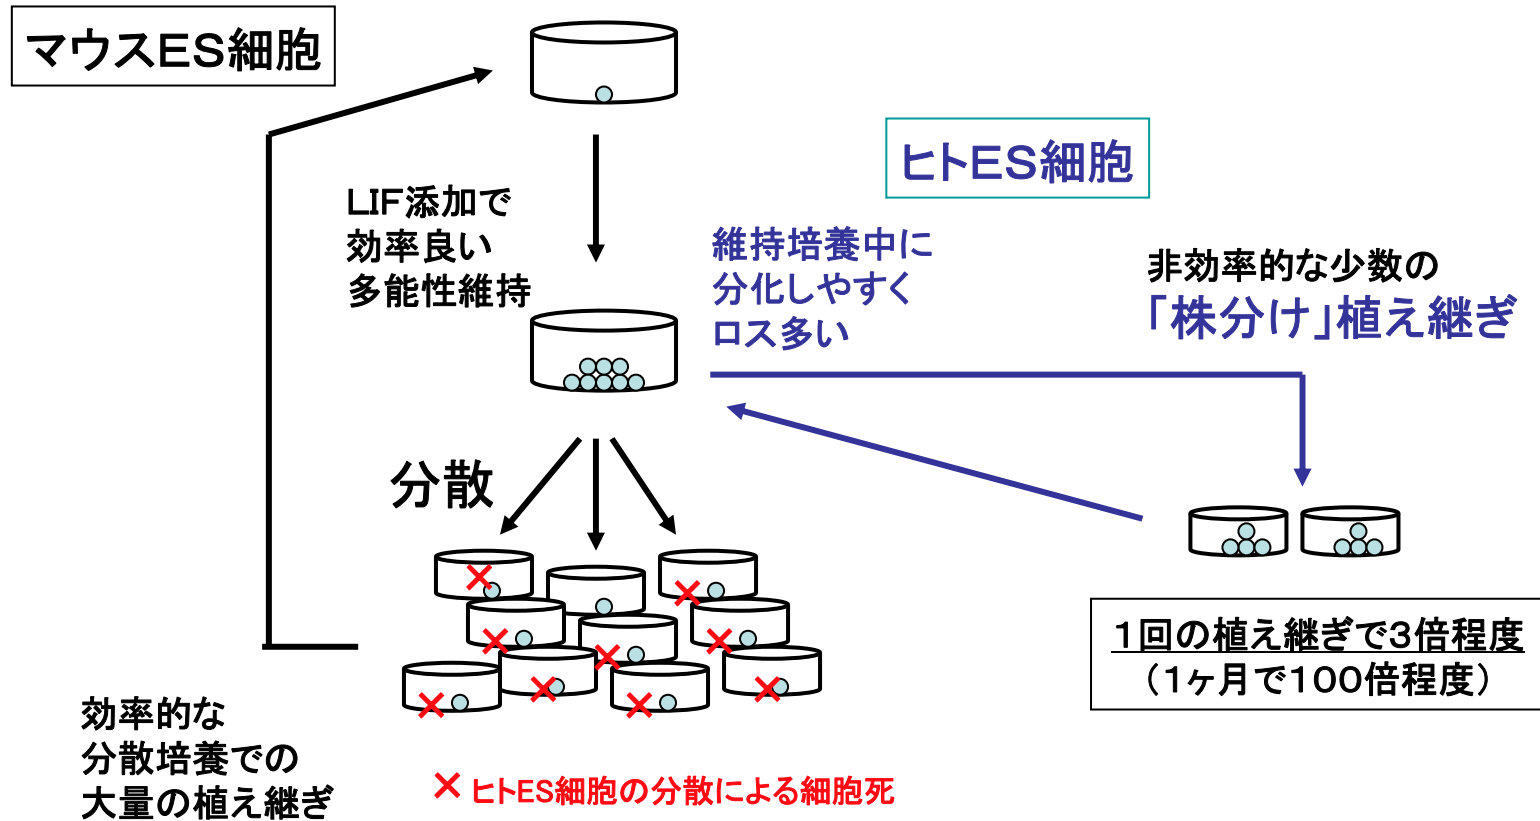 マウスES細胞
LIF添加で
効率良い
多能性維持
ヒトES細胞
維持培養中に
分化しやすく
ロス多い
非効率的な少数の
「株分け」植え継ぎ
分散
1回の植え継ぎで3倍程度
(1ヶ月で100倍程度)
効率的な
分散培養での
大量の植え継ぎ
× ヒトES細胞の分散による細胞死